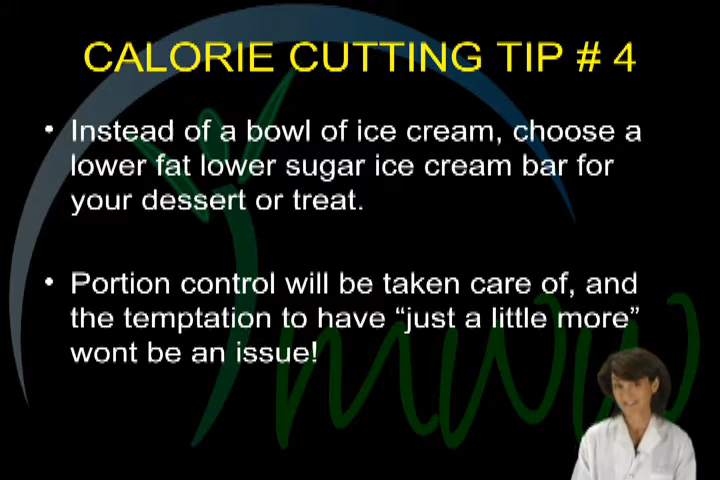 CALORIE CUTTING TIP # 4
• Instead of a bowl of ice cream, choose a
lower fat lower sugar ice cream bar for
your dessert or treat.
• Portion control will be taken care of, and
the temptation to have “just a little more”
wont be an issue!
mww